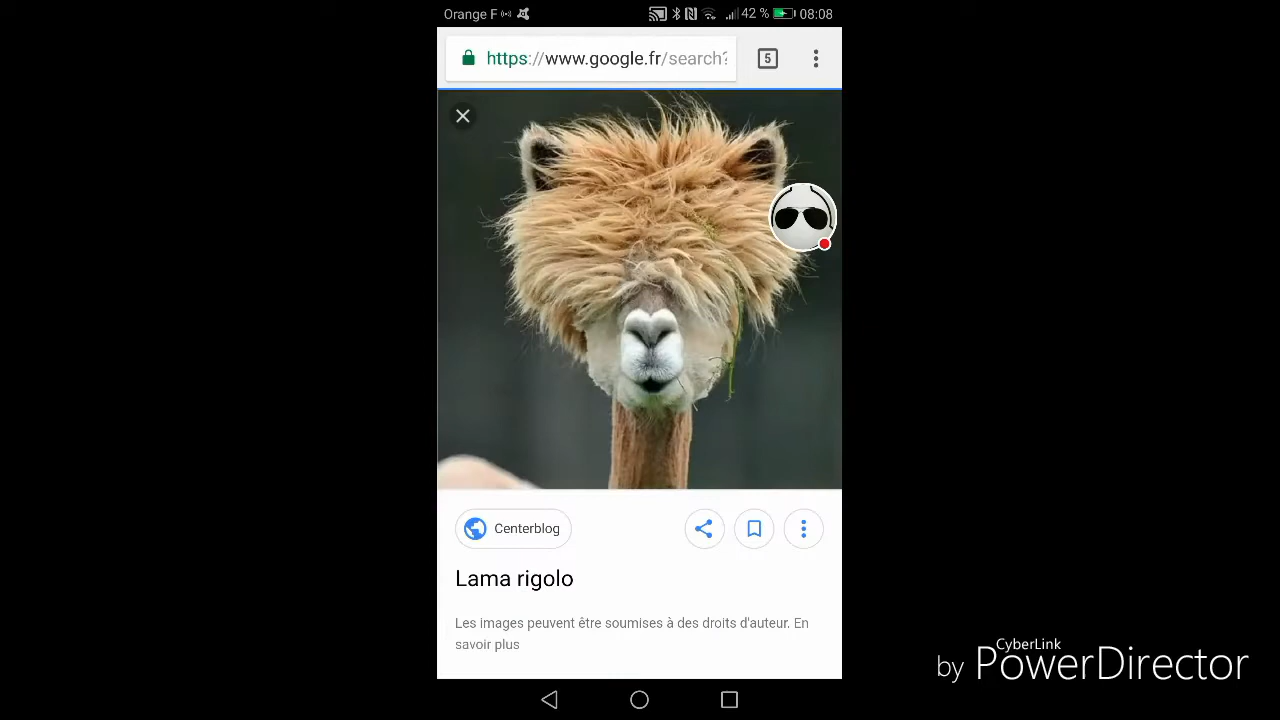 Orange F 42 % 08:08
https://www.google.fr/search? 5
Centerblog
Lama rigolo
Les images peuvent être soumises à des droits d'auteur. En
savoir plus
CyberLink
by PowerDirector